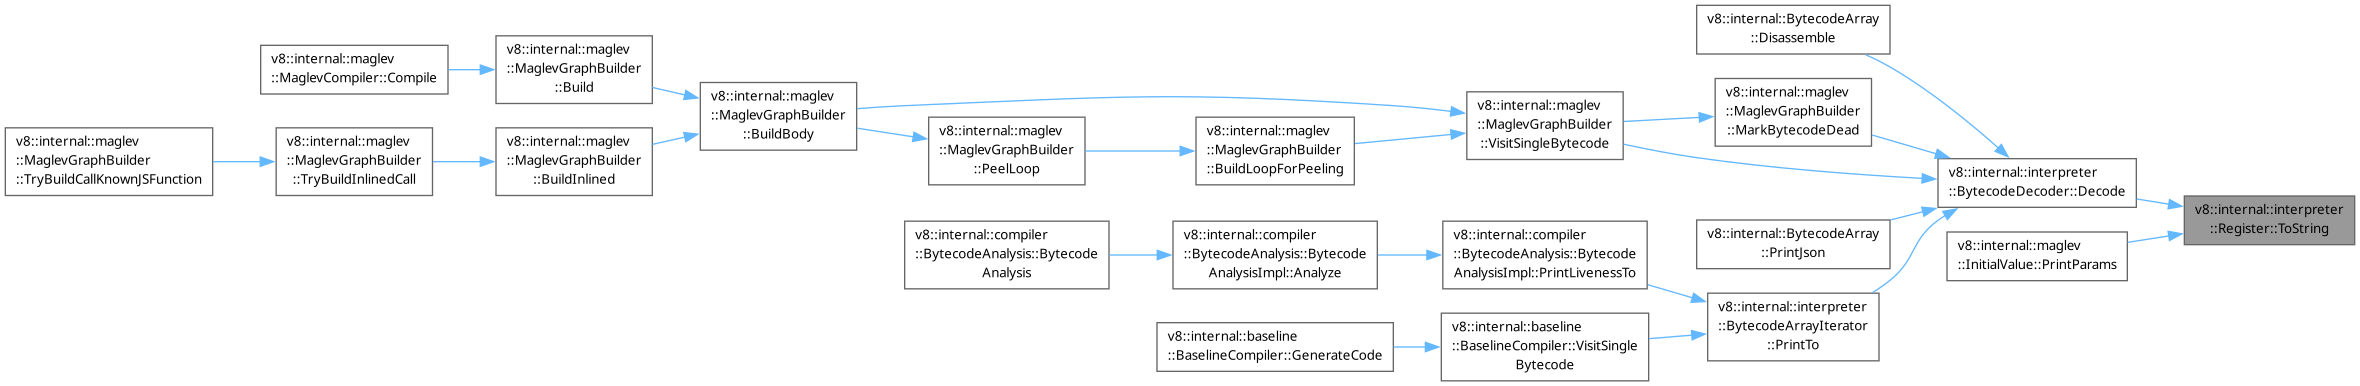 v8::internal::BytecodeArray
::Disassemble
v8::internal::maglev
::MaglevGraphBuilder
::Build
v8::internal::maglev
::MaglevCompiler::Compile
v8::internal::maglev
::MaglevGraphBuilder
::MarkBytecodeDead
v8::internal::maglev
::MaglevGraphBuilder
::BuildBody
v8::internal::maglev
::MaglevGraphBuilder
::VisitSingleBytecode
v8::internal::maglev
::MaglevGraphBuilder
::PeelLoop
v8::internal::maglev
::MaglevGraphBuilder
::BuildLoopForPeeling
v8::internal::maglev
::MaglevGraphBuilder
::TryBuildCallKnownJSFunction
v8::internal::maglev
::MaglevGraphBuilder
::TryBuildInlinedCall
v8::internal::maglev
::MaglevGraphBuilder
::BuildInlined
v8::internal::interpreter
::BytecodeDecoder::Decode
v8::internal::interpreter
::Register::ToString
v8::internal::compiler
::BytecodeAnalysis::Bytecode
Analysis
v8::internal::compiler
::BytecodeAnalysis::Bytecode
AnalysisImpl::Analyze
v8::internal::compiler
::BytecodeAnalysis::Bytecode
AnalysisImpl::PrintLivenessTo
v8::internal::BytecodeArray
::PrintJson
v8::internal::maglev
::InitialValue::PrintParams
v8::internal::interpreter
::BytecodeArrayIterator
::PrintTo
v8::internal::baseline
::BaselineCompiler::GenerateCode
v8::internal::baseline
::BaselineCompiler::VisitSingle
Bytecode